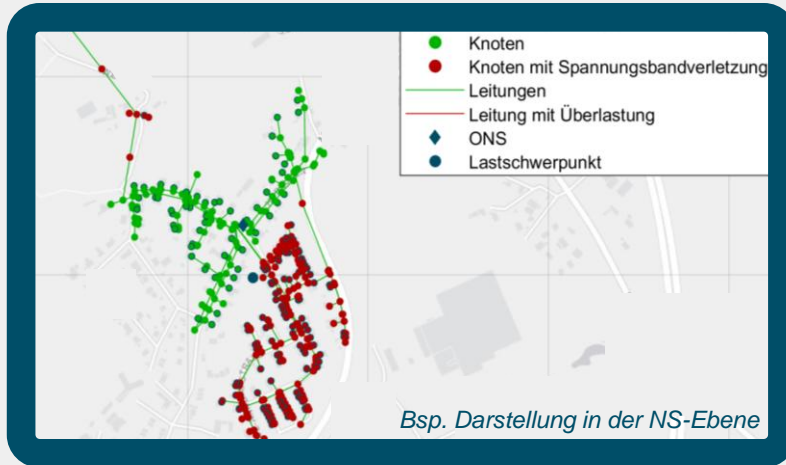 Knoten
Knoten mit Spannungsbandverletzung
Leitungen
Leitung mit Überlastung
ONS
Lastschwerpunkt
Bsp. Darstellung in der NS-Ebene